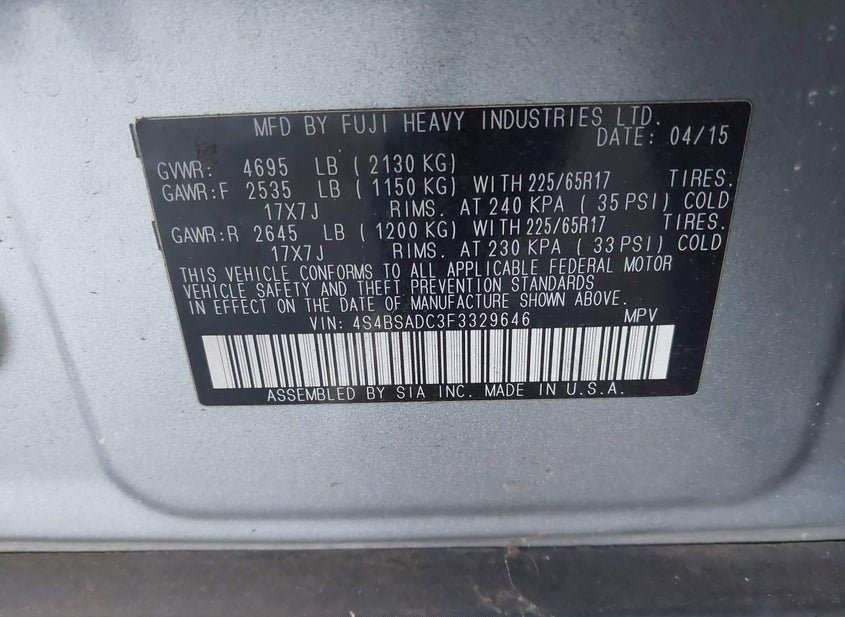 MFD BY FUJI HEAVY INDUSTRIES LTD.
DATE: 04/15
GVWR: 4695 LB ( 2130 KG)
GAWR:F 2535 LB ( 1150 KG) WITH 225/65R17 TIRES.
17X7J RIMS. AT 240 KPA ( 35 PSI) COLD
GAWR:R 2645 LB ( 1200 KG) WITH 225/65R17 TIRES.
17X7J RIMS. AT 230 KPA ( 33 PSI) COLD
THIS VEHICLE CONFORMS TO ALL APPLICABLE FEDERAL MOTOR
VEHICLE SAFETY AND THEFT PREVENTION STANDARDS
IN EFFECT ON THE DATE OF MANUFACTURE SHOWN ABOVE.
VIN: 4S4BSADC3F3329646 MPV
ASSEMBLED BY SIA INC. MADE IN U.S.A.